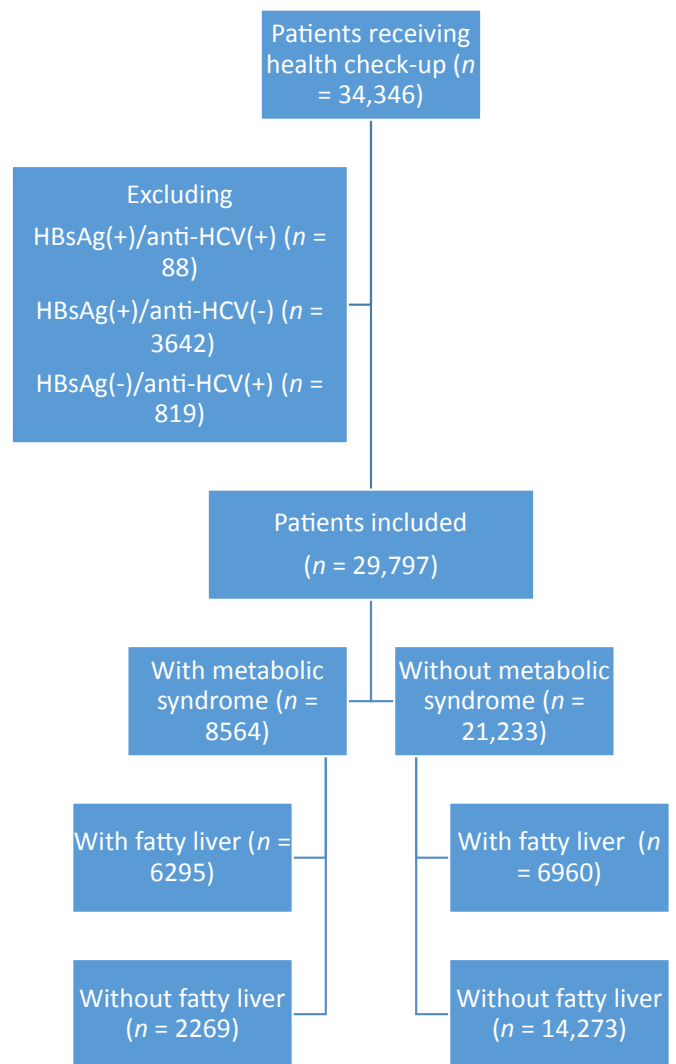 Patients receiving
health check-up (n
= 34,346)
Excluding
HBsAg(+)/anti-HCV(+) (n =
88)
HBsAg(+)/anti-HCV(-) (n =
3642)
HBsAg(-)/anti-HCV(+) (n =
819)
Patients included
(n = 29,797)
With metabolic
syndrome (n =
8564)
Without metabolic
syndrome (n =
21,233)
With fatty liver (n =
6295)
With fatty liver (n
= 6960)
Without fatty liver
(n = 2269)
Without fatty liver
(n = 14,273)